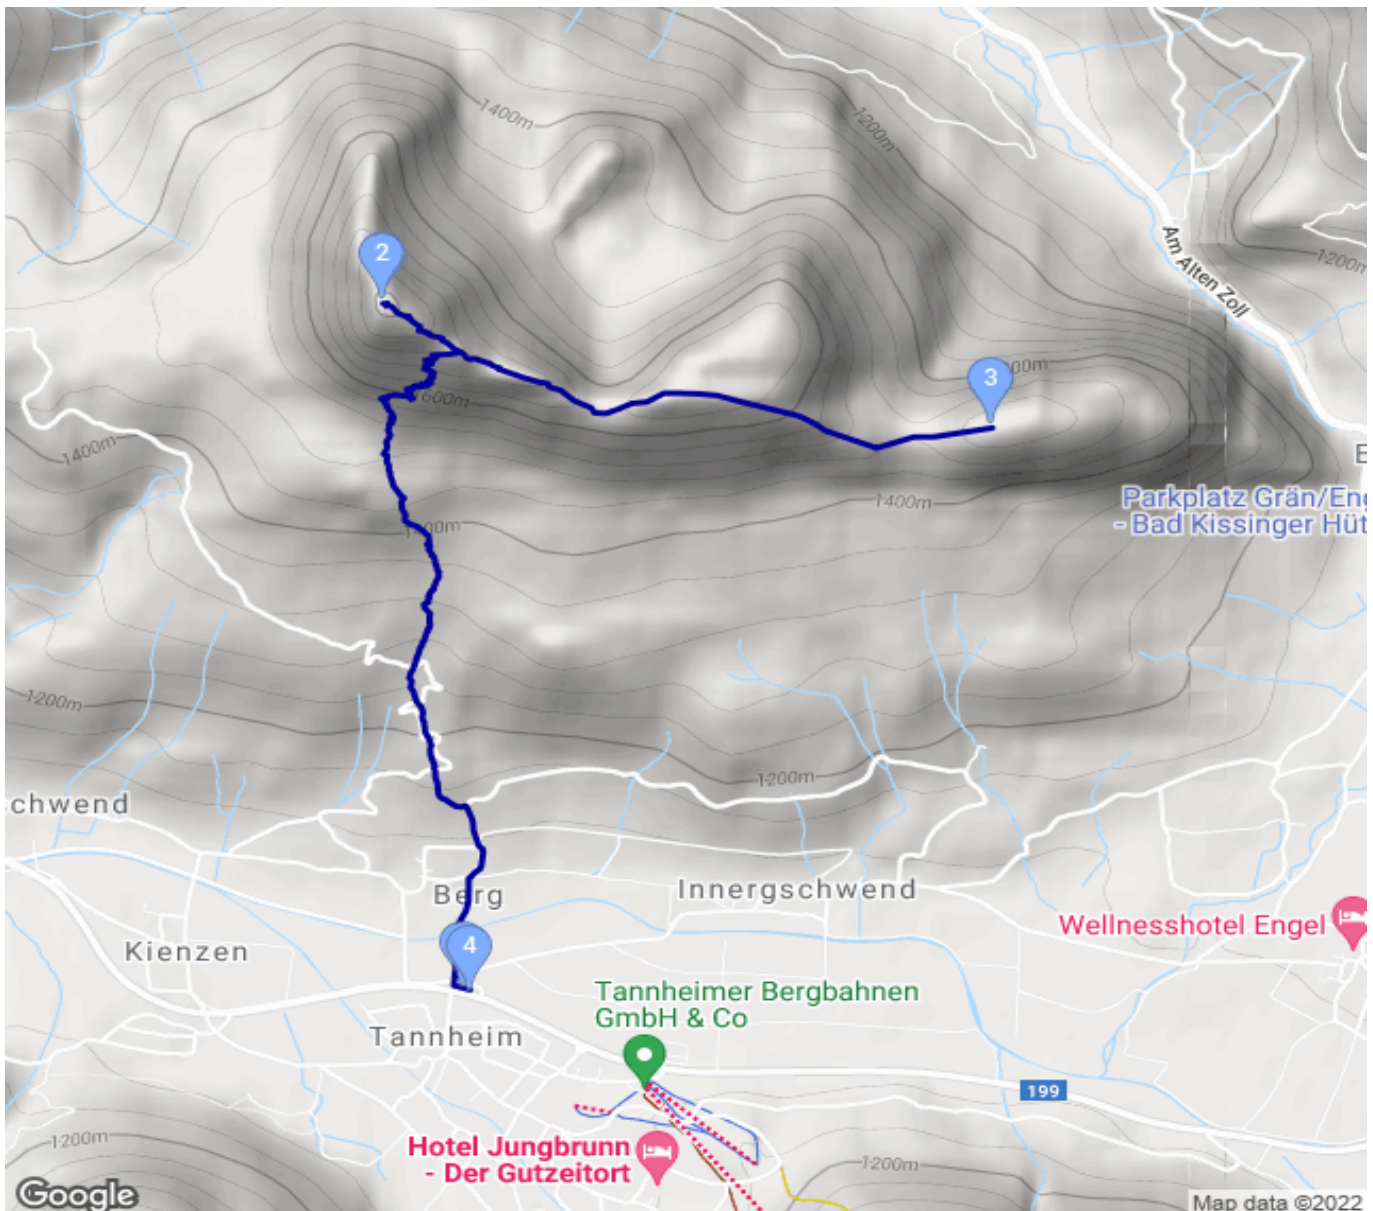 1400m
1200m
2
Am Alten Zoll
1200m
3
1600m
1400m
1400m
Parkplatz Grän/Eng
- Bad Kissinger Hüt
E
1200m
1200m
chwend
Berg
Innergschwend
Wellnesshotel Engel
Kienzen
4
Tannheimer Bergbahnen
GmbH & Co
Tannheim
199
Hotel Jungbrunn
- Der Gutzeitort
1200m
1200m
Google
Map data ©2022